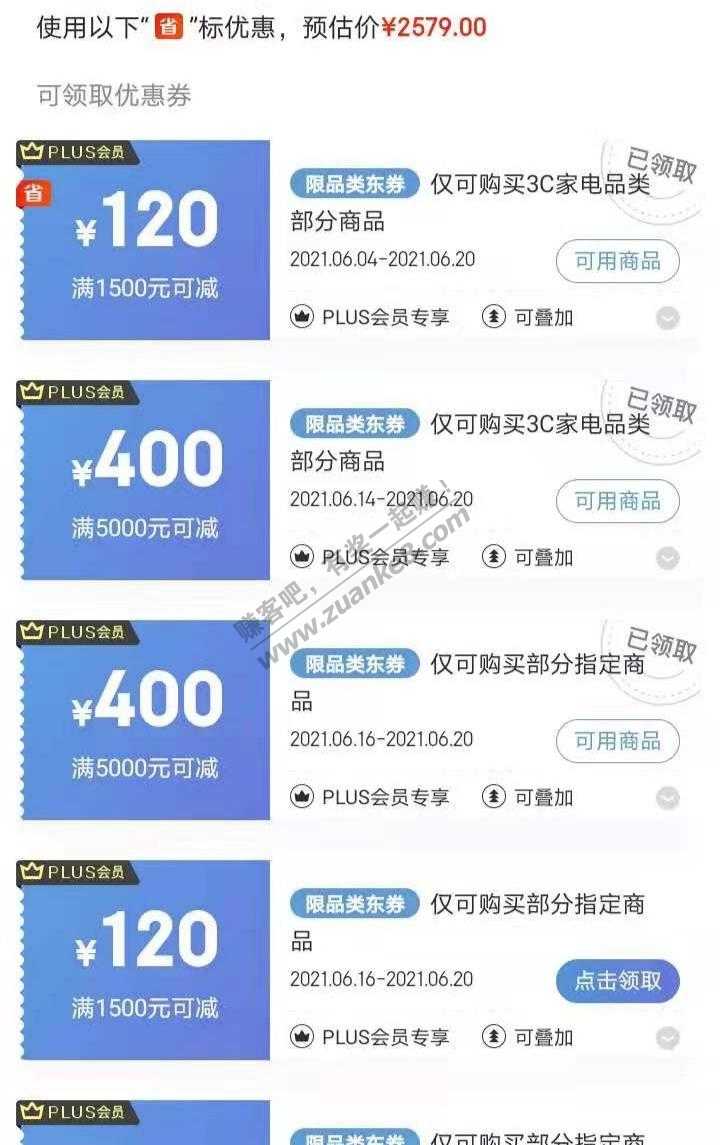 使用以下“省”标优惠，预估价¥2579.00
可领取优惠券
PLUS会员
已领取
省
¥120
满1500元可减
限品类东券 仅可购买3C家电品类
部分商品
2021.06.04-2021.06.20
可用商品
PLUS会员专享 可叠加
PLUS会员
已领取
¥400
满5000元可减
限品类东券 仅可购买3C家电品类
部分商品
2021.06.14-2021.06.20
可用商品
PLUS会员专享 可叠加
赚客吧，有奖一起赚！
www.zuanke8.com
PLUS会员
已领取
¥400
满5000元可减
限品类东券 仅可购买部分指定商
品
2021.06.16-2021.06.20
可用商品
PLUS会员专享 可叠加
PLUS会员
¥120
满1500元可减
限品类东券 仅可购买部分指定商
品
2021.06.16-2021.06.20
点击领取
PLUS会员专享 可叠加
PLUS会员
限品类东券 仅可购买部分指定商